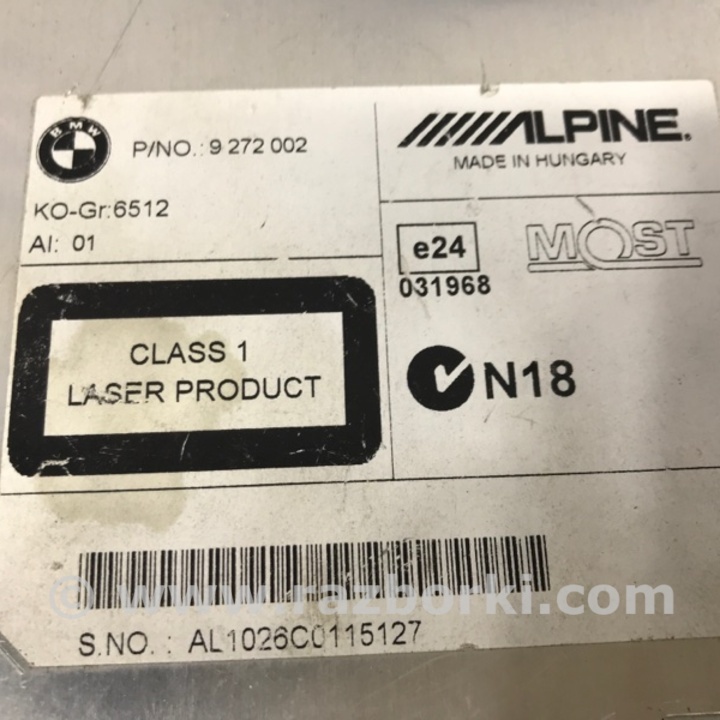 BMW
P/NO.: 9 272 002
ALPINE®
MADE IN HUNGARY
KO-Gr:6512
AI: 01
e24
031968
MOST
CLASS 1
LASER PRODUCT
N18
© www.razborki.com
S.NO. : AL1026C0115127